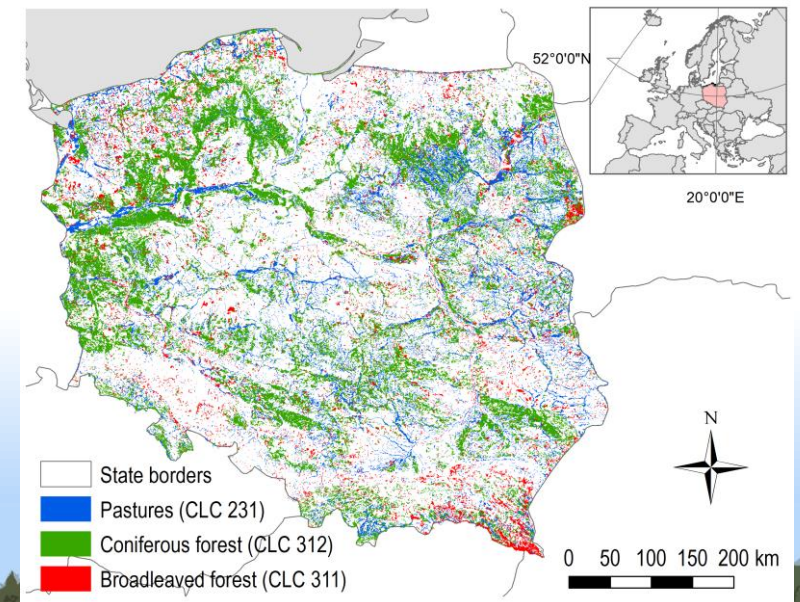 52°0'0"N
20°0'0"E
N
State borders
Pastures (CLC 231)
Coniferous forest (CLC 312)
Broadleaved forest (CLC 311)
0 50 100 150 200 km